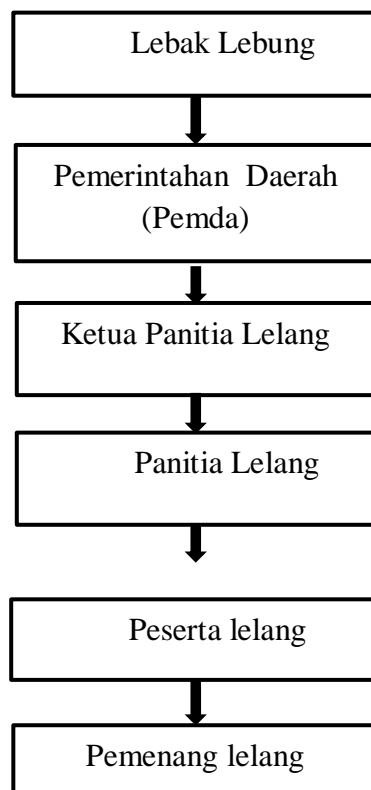 Lebak Lebung
Pemerintahan Daerah
(Pemda)
Ketua Panitia Lelang
Panitia Lelang
Peserta lelang
Pemenang lelang